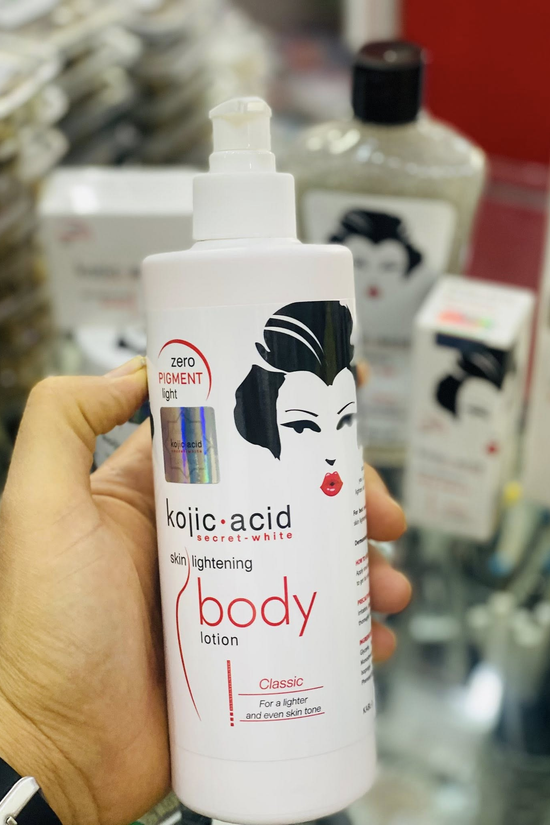 zero
PIGMENT
light
kojic·acid
kojic·acid
secret-white
skin lightening
body
lotion
Classic
For a lighter
and even skin tone